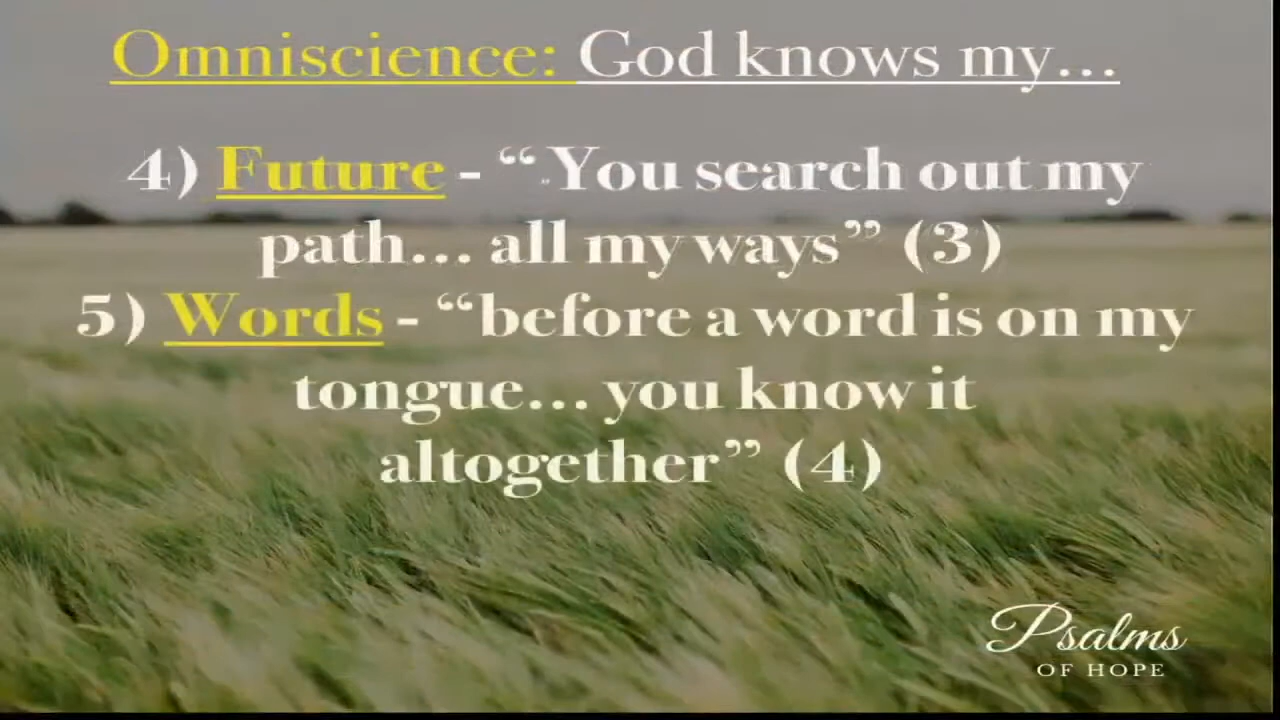 Omniscience: God knows my...
4) Future - “ You search out my
path... all my ways” (3)
5) Words - “before a word is on my
tongue... you know it
altogether” (4)
Psalms
OF HOPE